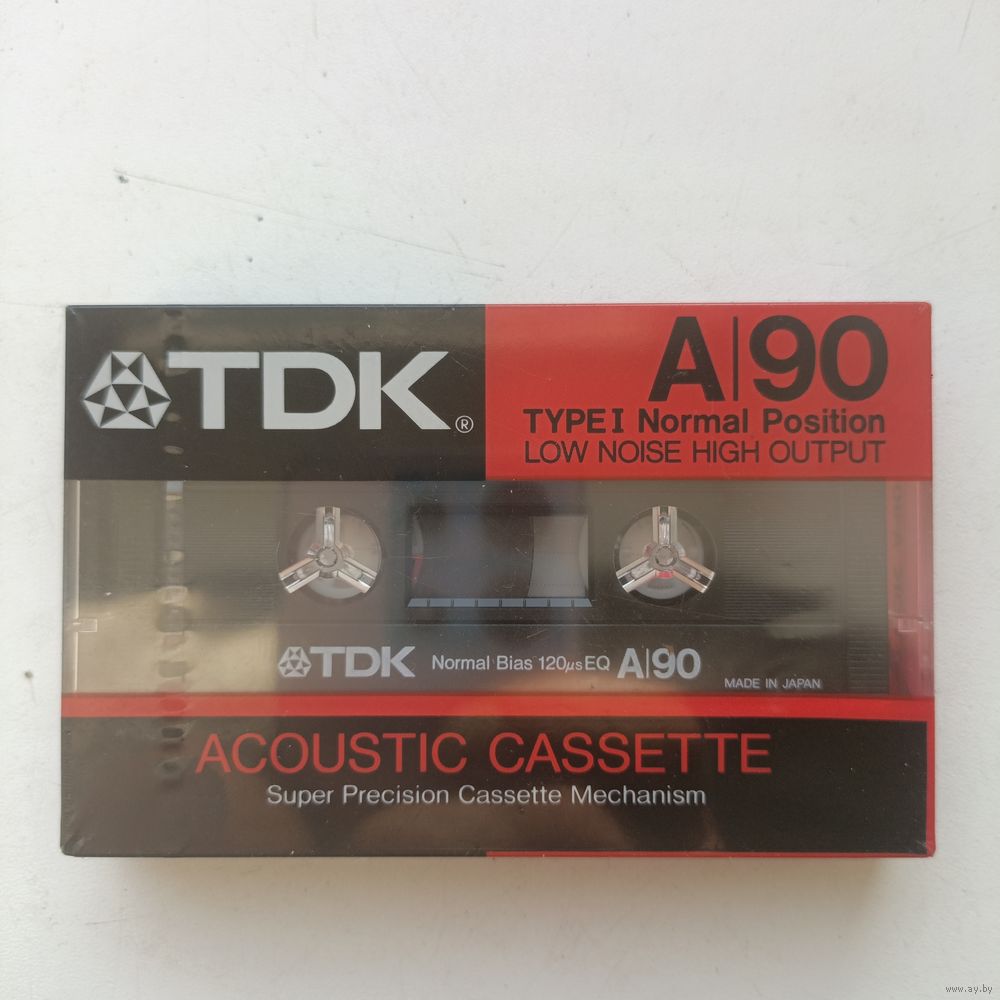 TDK®
A|90
TYPE I Normal Position
LOW NOISE HIGH OUTPUT
TDK Normal Bias 120μs EQ A|90
MADE IN JAPAN
ACOUSTIC CASSETTE
Super Precision Cassette Mechanism
www.ay.by